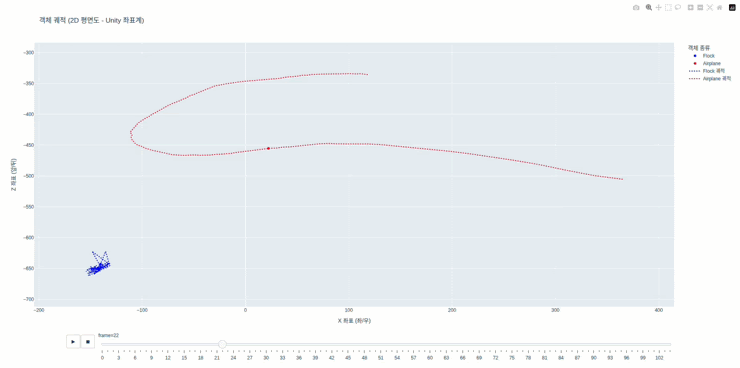 객체 궤적 (2D 평면도 - Unity 좌표계)
객체 종류
Flock
Airplane
Flock 궤적
Airplane 궤적
Z 좌표 (앞/뒤)
−300
−350
−400
−450
−500
−550
−600
−650
−700
−200 −100 0 100 200 300 400
X 좌표 (좌/우)
frame=22
0 3 6 9 12 15 18 21 24 27 30 33 36 39 42 45 48 51 54 57 60 63 66 69 72 75 78 81 84 87 90 93 96 99 102